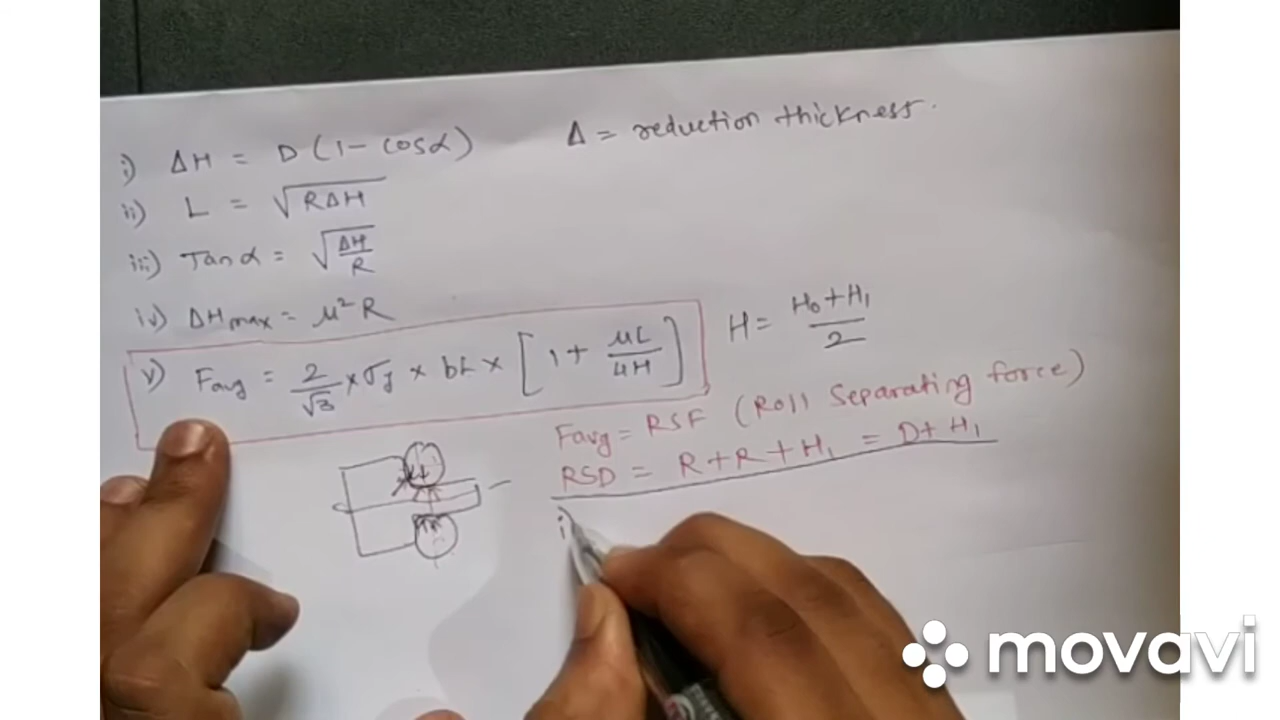 i) ΔH = D (1 - cosα) Δ = reduction thickness.
ii) L = √RΔH
iii) Tanα = √ΔH/R
iv) ΔHmax = μ² R
H = H₀ + H₁ / 2
v) Favg = 2/√3 × σy × bL × [1 + μL/4H]
Favg = RSF (Roll Separating force)
RSD = R + R + H₁ = D + H₁
i)
movavi